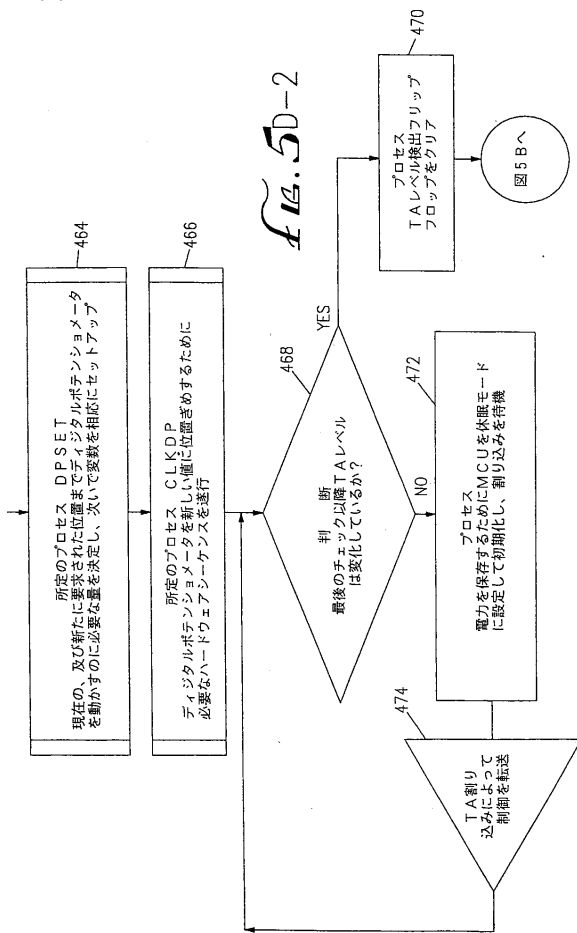 464
所定のプロセス DPSET
現在の、及び新たに要求された位置までディジタルポテンショメータ
を動かすのに必要な量を決定し、次いで変数を相応にセットアップ
466
所定のプロセス CLKDP
ディジタルポテンショメータを新しい値に位置ぎめするために
必要なハードウェアシーケンスを遂行
468
判 断
最後のチェック以降TAレベル
は変化しているか?
YES
NO
470
プロセス
TAレベル検出フリップ
フロップをクリア
図5Bへ
472
プロセス
電力を保存するためにMCUを休眠モード
に設定して初期化し、割り込みを待機
474
TA割り
込みによって
制御を転送
FIG. 5D-2